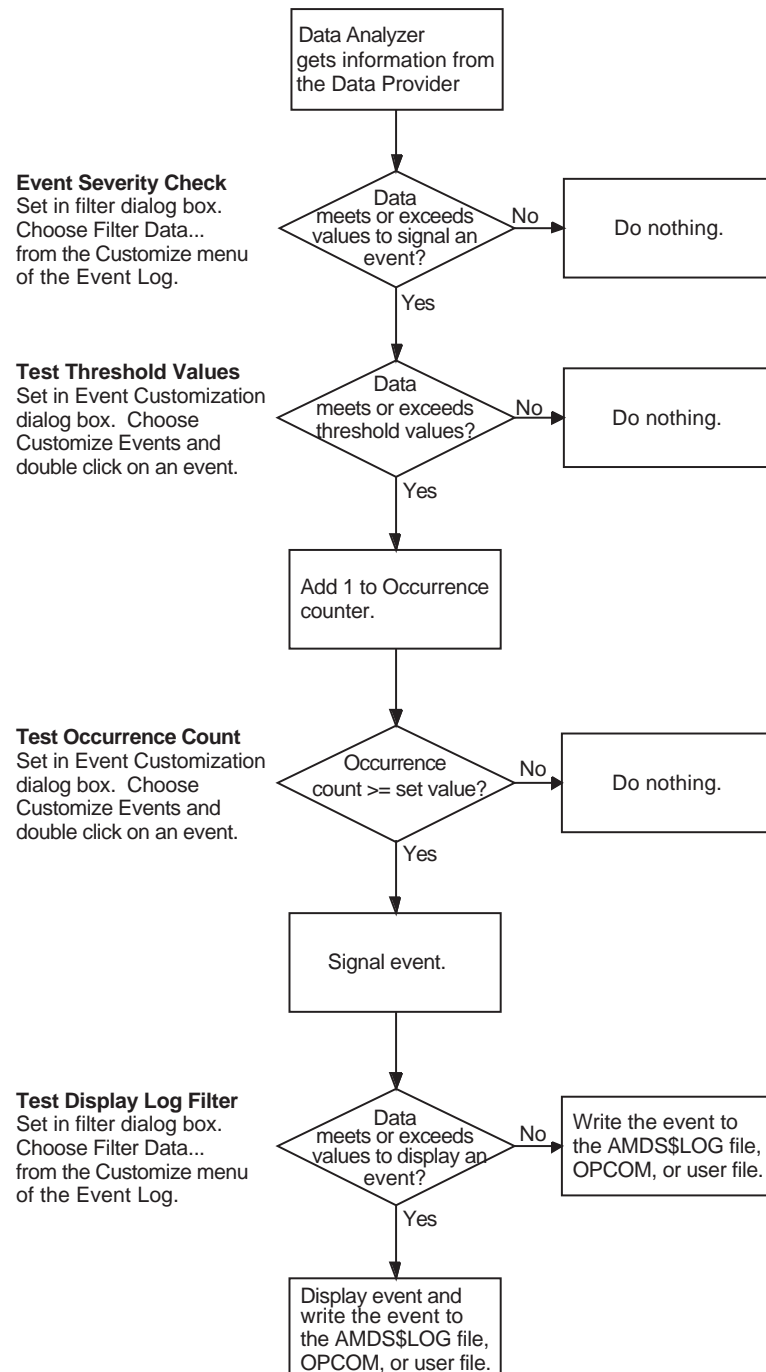 Data Analyzer
gets information from
the Data Provider
Event Severity Check
Set in filter dialog box.
Choose Filter Data...
from the Customize menu
of the Event Log.
Data
meets or exceeds
values to signal an
event?
No
Do nothing.
Yes
Test Threshold Values
Set in Event Customization
dialog box. Choose
Customize Events and
double click on an event.
Data
meets or exceeds
threshold values?
No
Do nothing.
Yes
Add 1 to Occurrence
counter.
Test Occurrence Count
Set in Event Customization
dialog box. Choose
Customize Events and
double click on an event.
Occurrence
count >= set value?
No
Do nothing.
Yes
Signal event.
Test Display Log Filter
Set in filter dialog box.
Choose Filter Data...
from the Customize menu
of the Event Log.
Data
meets or exceeds
values to display an
event?
No
Write the event to
the AMDS$LOG file,
OPCOM, or user file.
Yes
Display event and
write the event to
the AMDS$LOG file,
OPCOM, or user file.